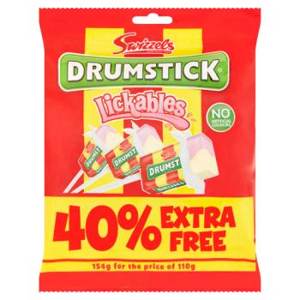 Swizzels
DRUMSTICK
Lickables
NO
ARTIFICIAL
COLOURS
DRUMST
40% EXTRA
FREE
154g for the price of 110g